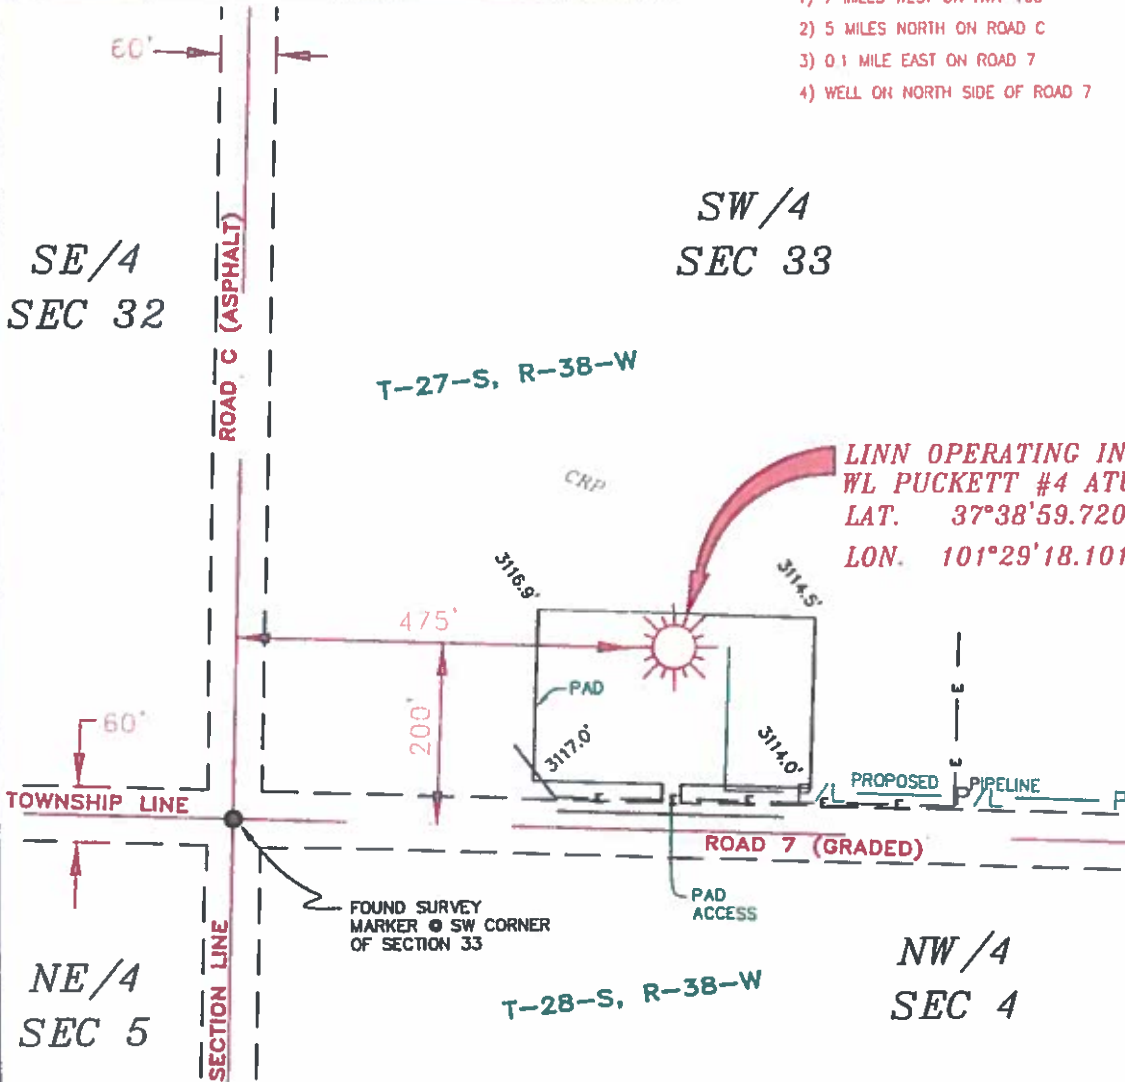 2) 5 MILES NORTH ON ROAD C
3) 0.1 MILE EAST ON ROAD 7
4) WELL ON NORTH SIDE OF ROAD 7
60'
SW/4
SEC 33
SE/4
SEC 32
ROAD C (ASPHALT)
T-27-S, R-38-W
CRP
LINN OPERATING IN
WL PUCKETT #4 ATU
LAT. 37°38'59.720
LON. 101°29'18.101
3116.9'
3114.5'
475'
200'
PAD
3117.0'
3114.0'
60'
E
E
E
E
E
E
E
PROPOSED
PIPELINE
P
TOWNSHIP LINE
ROAD 7 (GRADED)
PAD
ACCESS
FOUND SURVEY
MARKER @ SW CORNER
OF SECTION 33
SECTION LINE
NE/4
SEC 5
T-28-S, R-38-W
NW/4
SEC 4